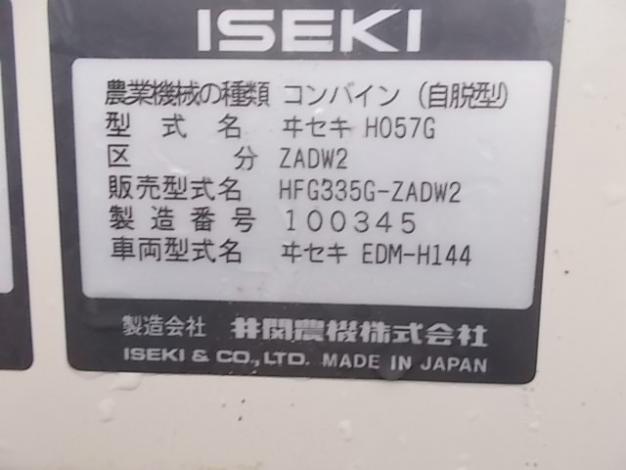 ISEKI
農業機械の種類 コンバイン (自脱型)
型式名 ヰセキ HO57G
区分 ZADW2
販売型式名 HFG335G-ZADW2
製造番号 100345
車両型式名 ヰセキ EDM-H144
製造会社 井関農機株式会社
ISEKI & CO., LTD. MADE IN JAPAN